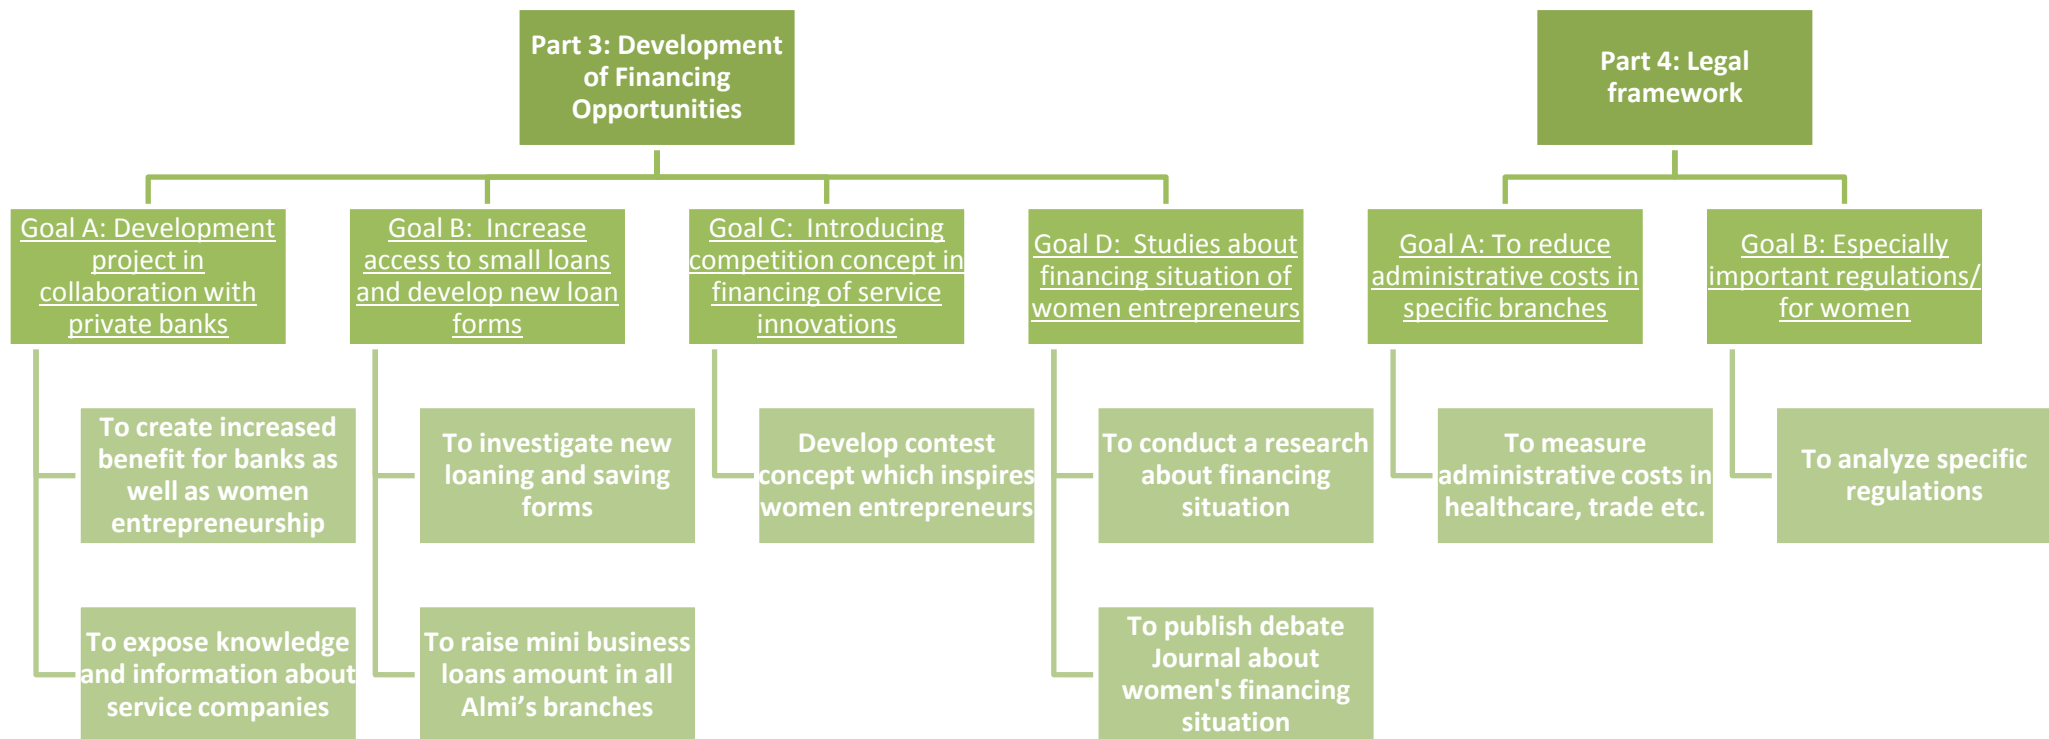 Part 3: Development
of Financing
Opportunities
Part 4: Legal
framework
Goal A: Development
project in
collaboration with
private banks
Goal B:  Increase
access to small loans
and develop new loan
forms
Goal C:  Introducing
competition concept in
financing of service
innovations
Goal D:  Studies about
financing situation of
women entrepreneurs
Goal A: To reduce
administrative costs in
specific branches
Goal B: Especially
important regulations/
for women
To create increased
benefit for banks as
well as women
entrepreneurship
To investigate new
loaning and saving
forms
Develop contest
concept which inspires
women entrepreneurs
To conduct a research
about financing
situation
To measure
administrative costs in
healthcare, trade etc.
To analyze specific
regulations
To expose knowledge
and information about
service companies
To raise mini business
loans amount in all
Almi’s branches
To publish debate
Journal about
women's financing
situation